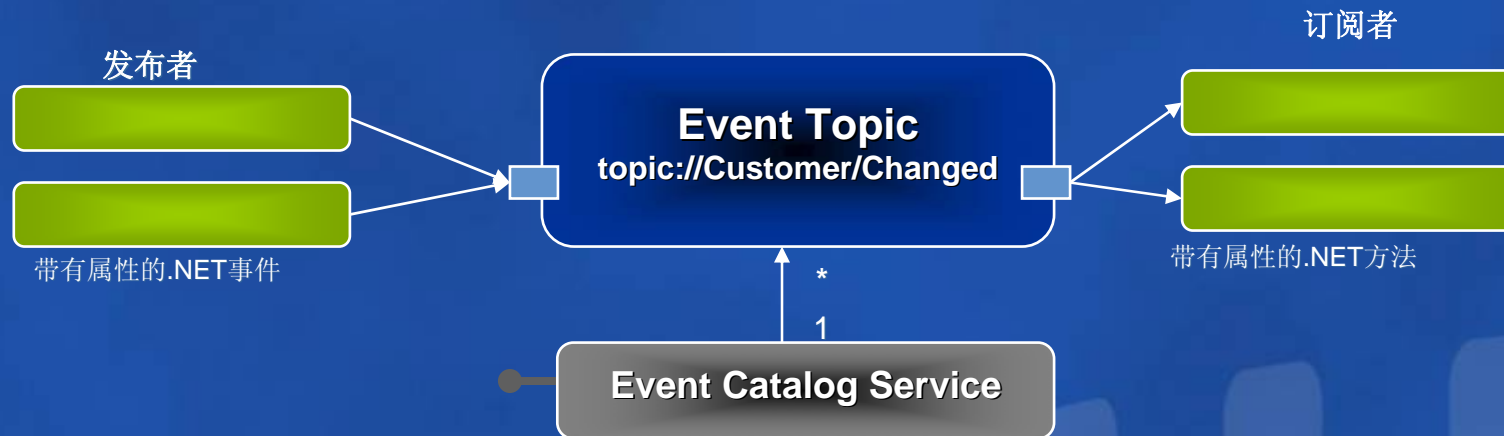 订阅者
发布者
Event Topic
topic://Customer/Changed
带有属性的.NET事件
带有属性的.NET方法
*
1
Event Catalog Service